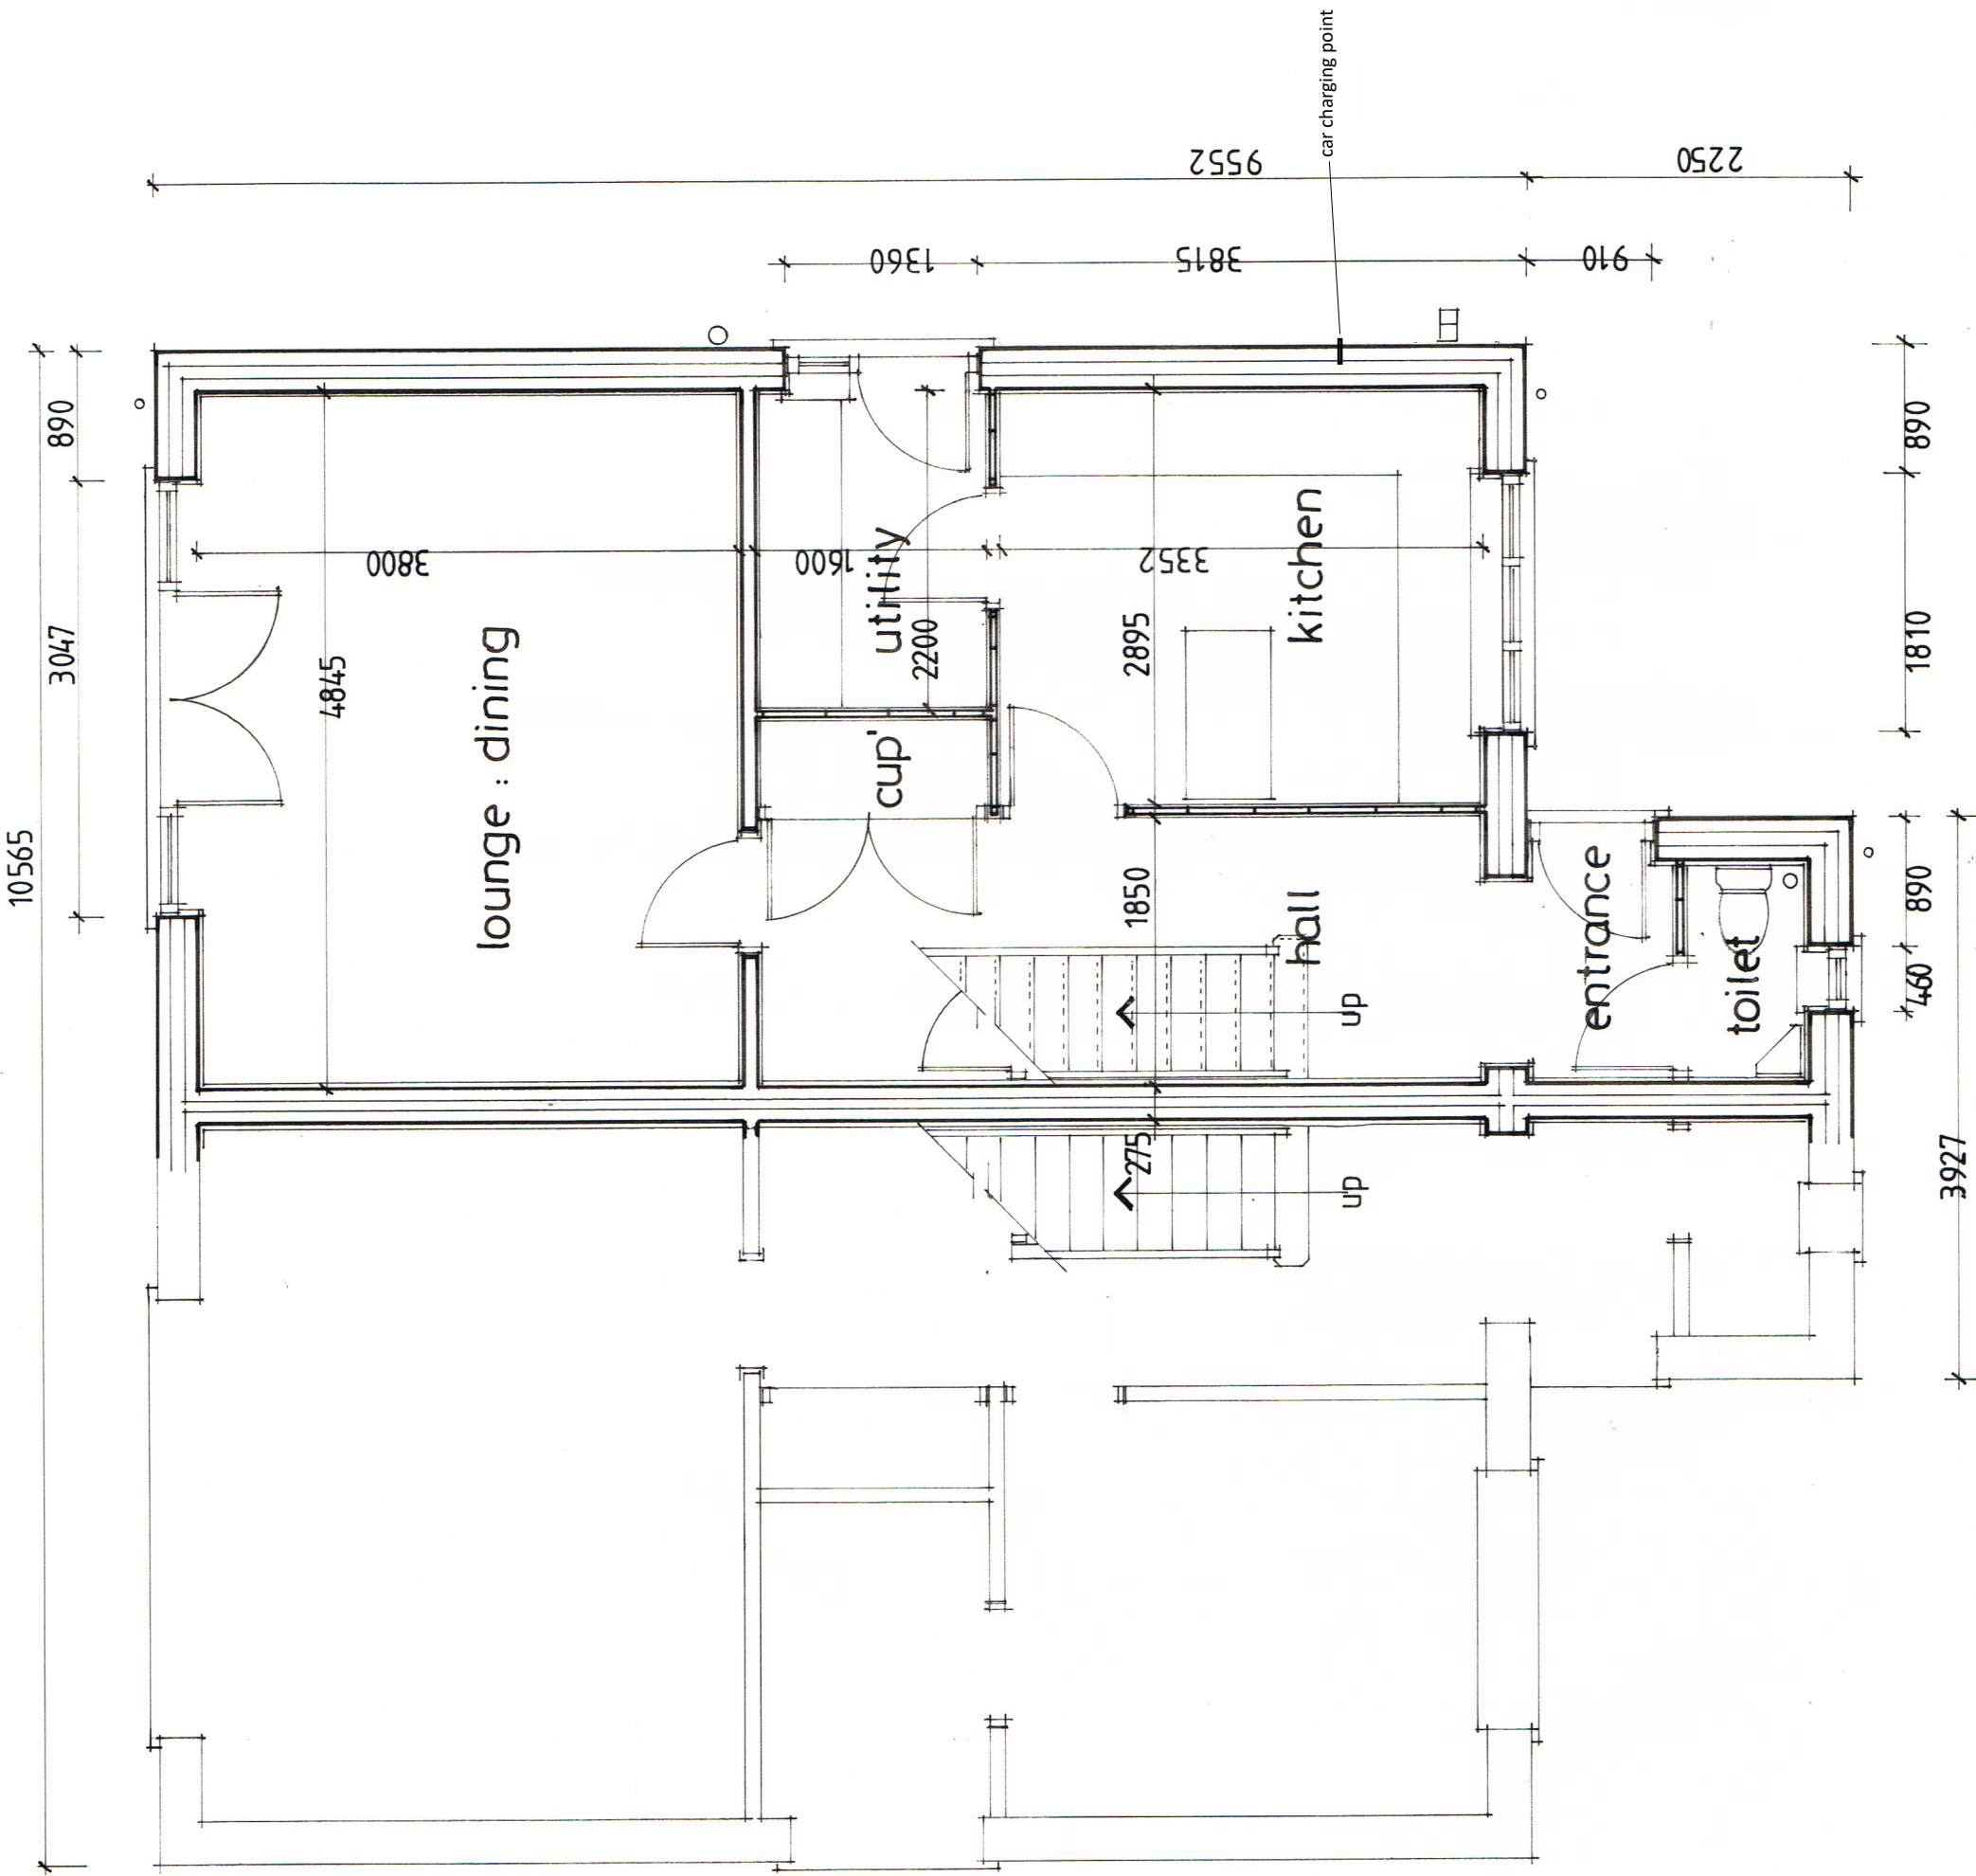 car charging point
9552
2250
1360
3815
910
10565
890
3047
890
1810
890
460
3927
3800
4845
lounge : dining
1600
utility
2200
cup'
3352
2895
kitchen
1850
hall
up
entrance
toilet
275
up